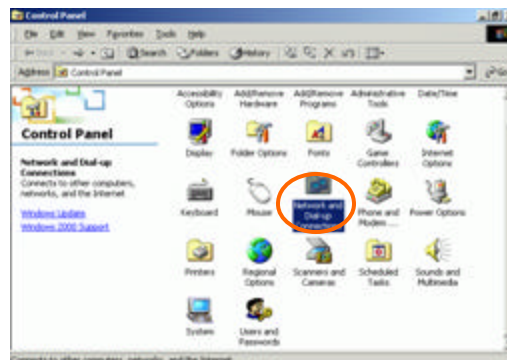 Control Panel
File Edit View Favorites Tools Help
Back Search Folders History
Address Control Panel Go
Accessibility Options
Add/Remove Hardware
Add/Remove Programs
Administrative Tools
Date/Time
Control Panel
Network and Dial-up Connections
Connects to other computers, networks, and the Internet
Windows Update
Windows 2000 Support
Display
Folder Options
Fonts
Game Controllers
Internet Options
Keyboard
Mouse
Network and Dial-up Connections
Phone and Modem ...
Power Options
Printers
Regional Options
Scanners and Cameras
Scheduled Tasks
Sounds and Multimedia
System
Users and Passwords
Connects to other computers, networks, and the Internet